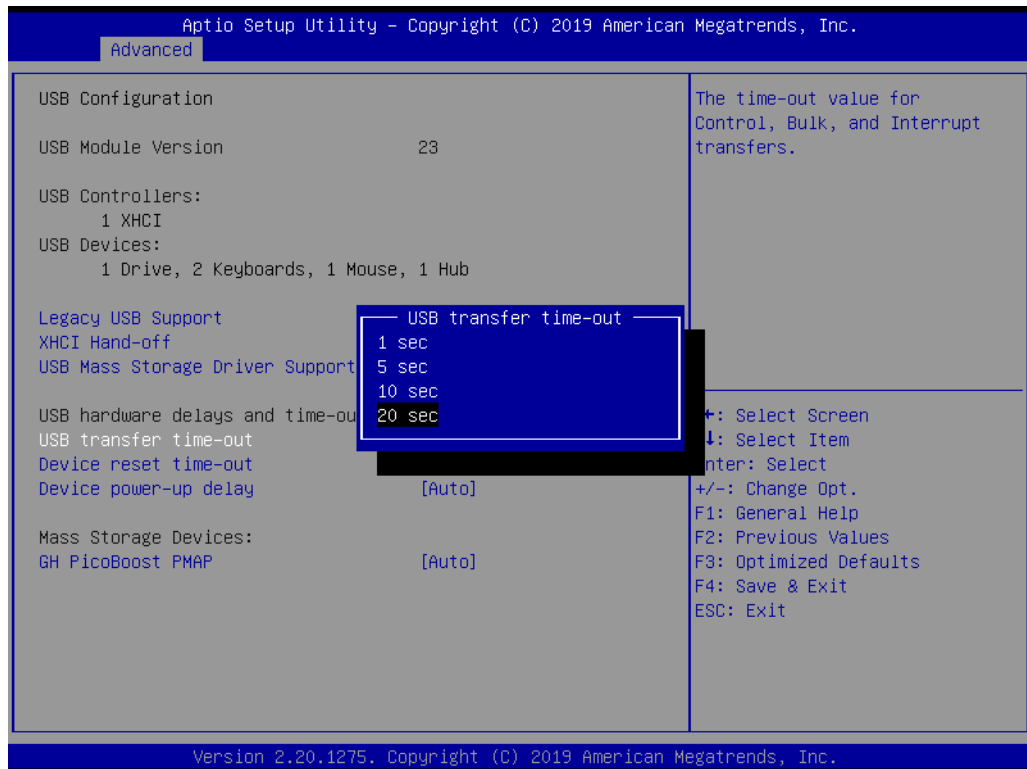 Aptio Setup Utility – Copyright (C) 2019 American Megatrends, Inc.
Advanced
USB Configuration
USB Module Version 23
USB Controllers:
1 XHCI
USB Devices:
1 Drive, 2 Keyboards, 1 Mouse, 1 Hub
Legacy USB Support
XHCI Hand-off
USB Mass Storage Driver Support
USB hardware delays and time-ou
USB transfer time-out
Device reset time-out
Device power-up delay [Auto]
Mass Storage Devices:
GH PicoBoost PMAP [Auto]
USB transfer time-out
1 sec
5 sec
10 sec
20 sec
The time-out value for
Control, Bulk, and Interrupt
transfers.
: Select Screen
: Select Item
nter: Select
+/-: Change Opt.
F1: General Help
F2: Previous Values
F3: Optimized Defaults
F4: Save & Exit
ESC: Exit
Version 2.20.1275. Copyright (C) 2019 American Megatrends, Inc.